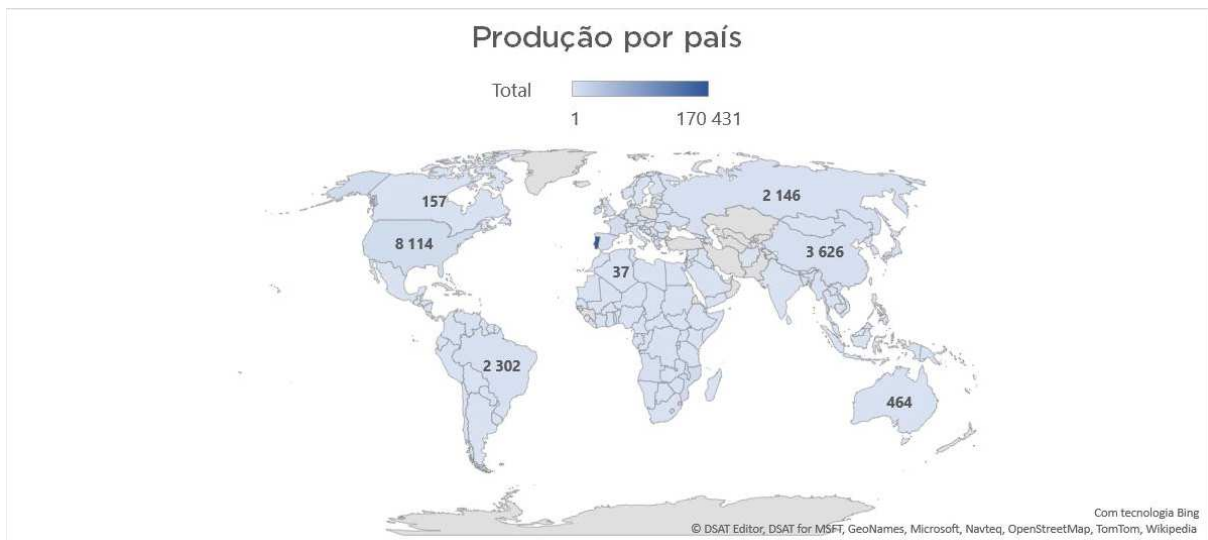 Produção por país
Total
1 170 431
157
2 146
8 114
3 626
37
2 302
464
Com tecnologia Bing
© DSAT Editor, DSAT for MSFT, GeoNames, Microsoft, Navteq, OpenStreetMap, TomTom, Wikipedia